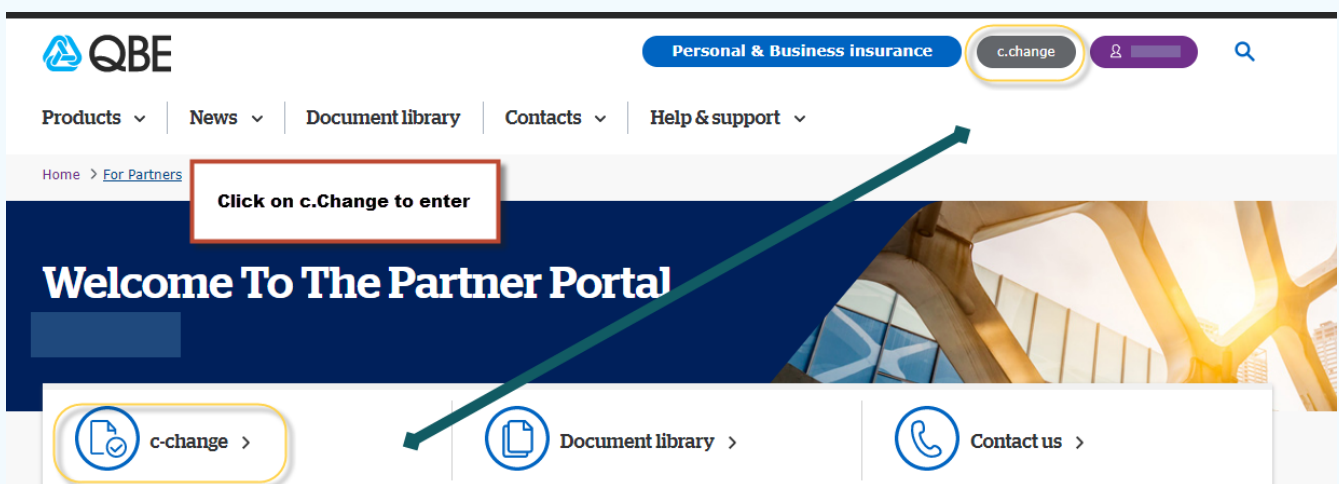 QBE
Personal & Business insurance
c.change
Products
News
Document library
Contacts
Help & support
Home > For Partners
Click on c.Change to enter
Welcome To The Partner Portal
c-change >
Document library >
Contact us >